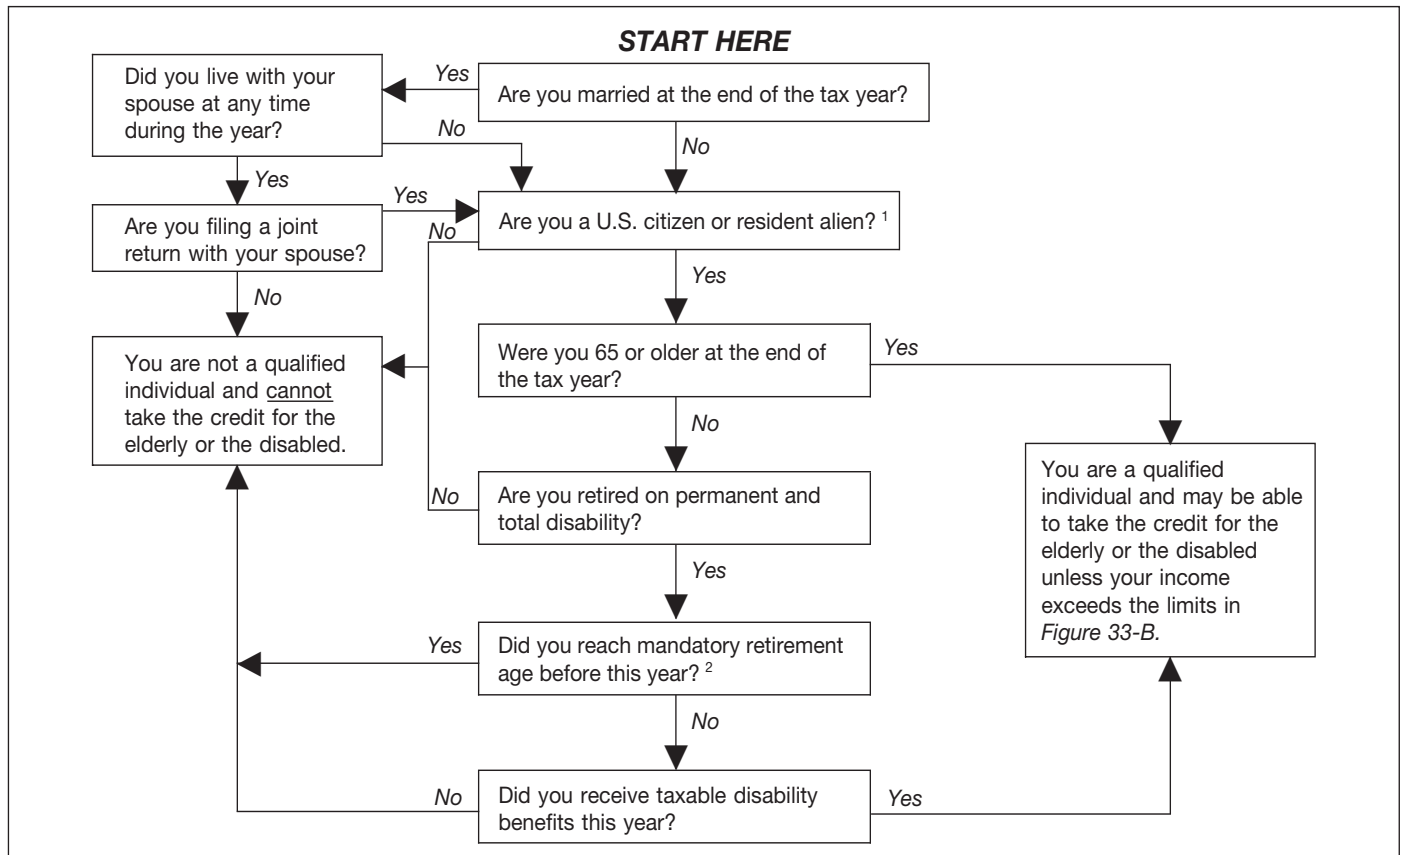 START HERE
Did you live with your
spouse at any time
during the year?
Yes
Are you married at the end of the tax year?
No
No
Yes
Are you filing a joint
return with your spouse?
Yes
Are you a U.S. citizen or resident alien? 1
No
Yes
No
You are not a qualified
individual and cannot
take the credit for the
elderly or the disabled.
Were you 65 or older at the end of
the tax year?
Yes
No
Are you retired on permanent and
total disability?
No
Yes
You are a qualified
individual and may be able
to take the credit for the
elderly or the disabled
unless your income
exceeds the limits in
Figure 33-B.
Did you reach mandatory retirement
age before this year? 2
Yes
No
Did you receive taxable disability
benefits this year?
No
Yes